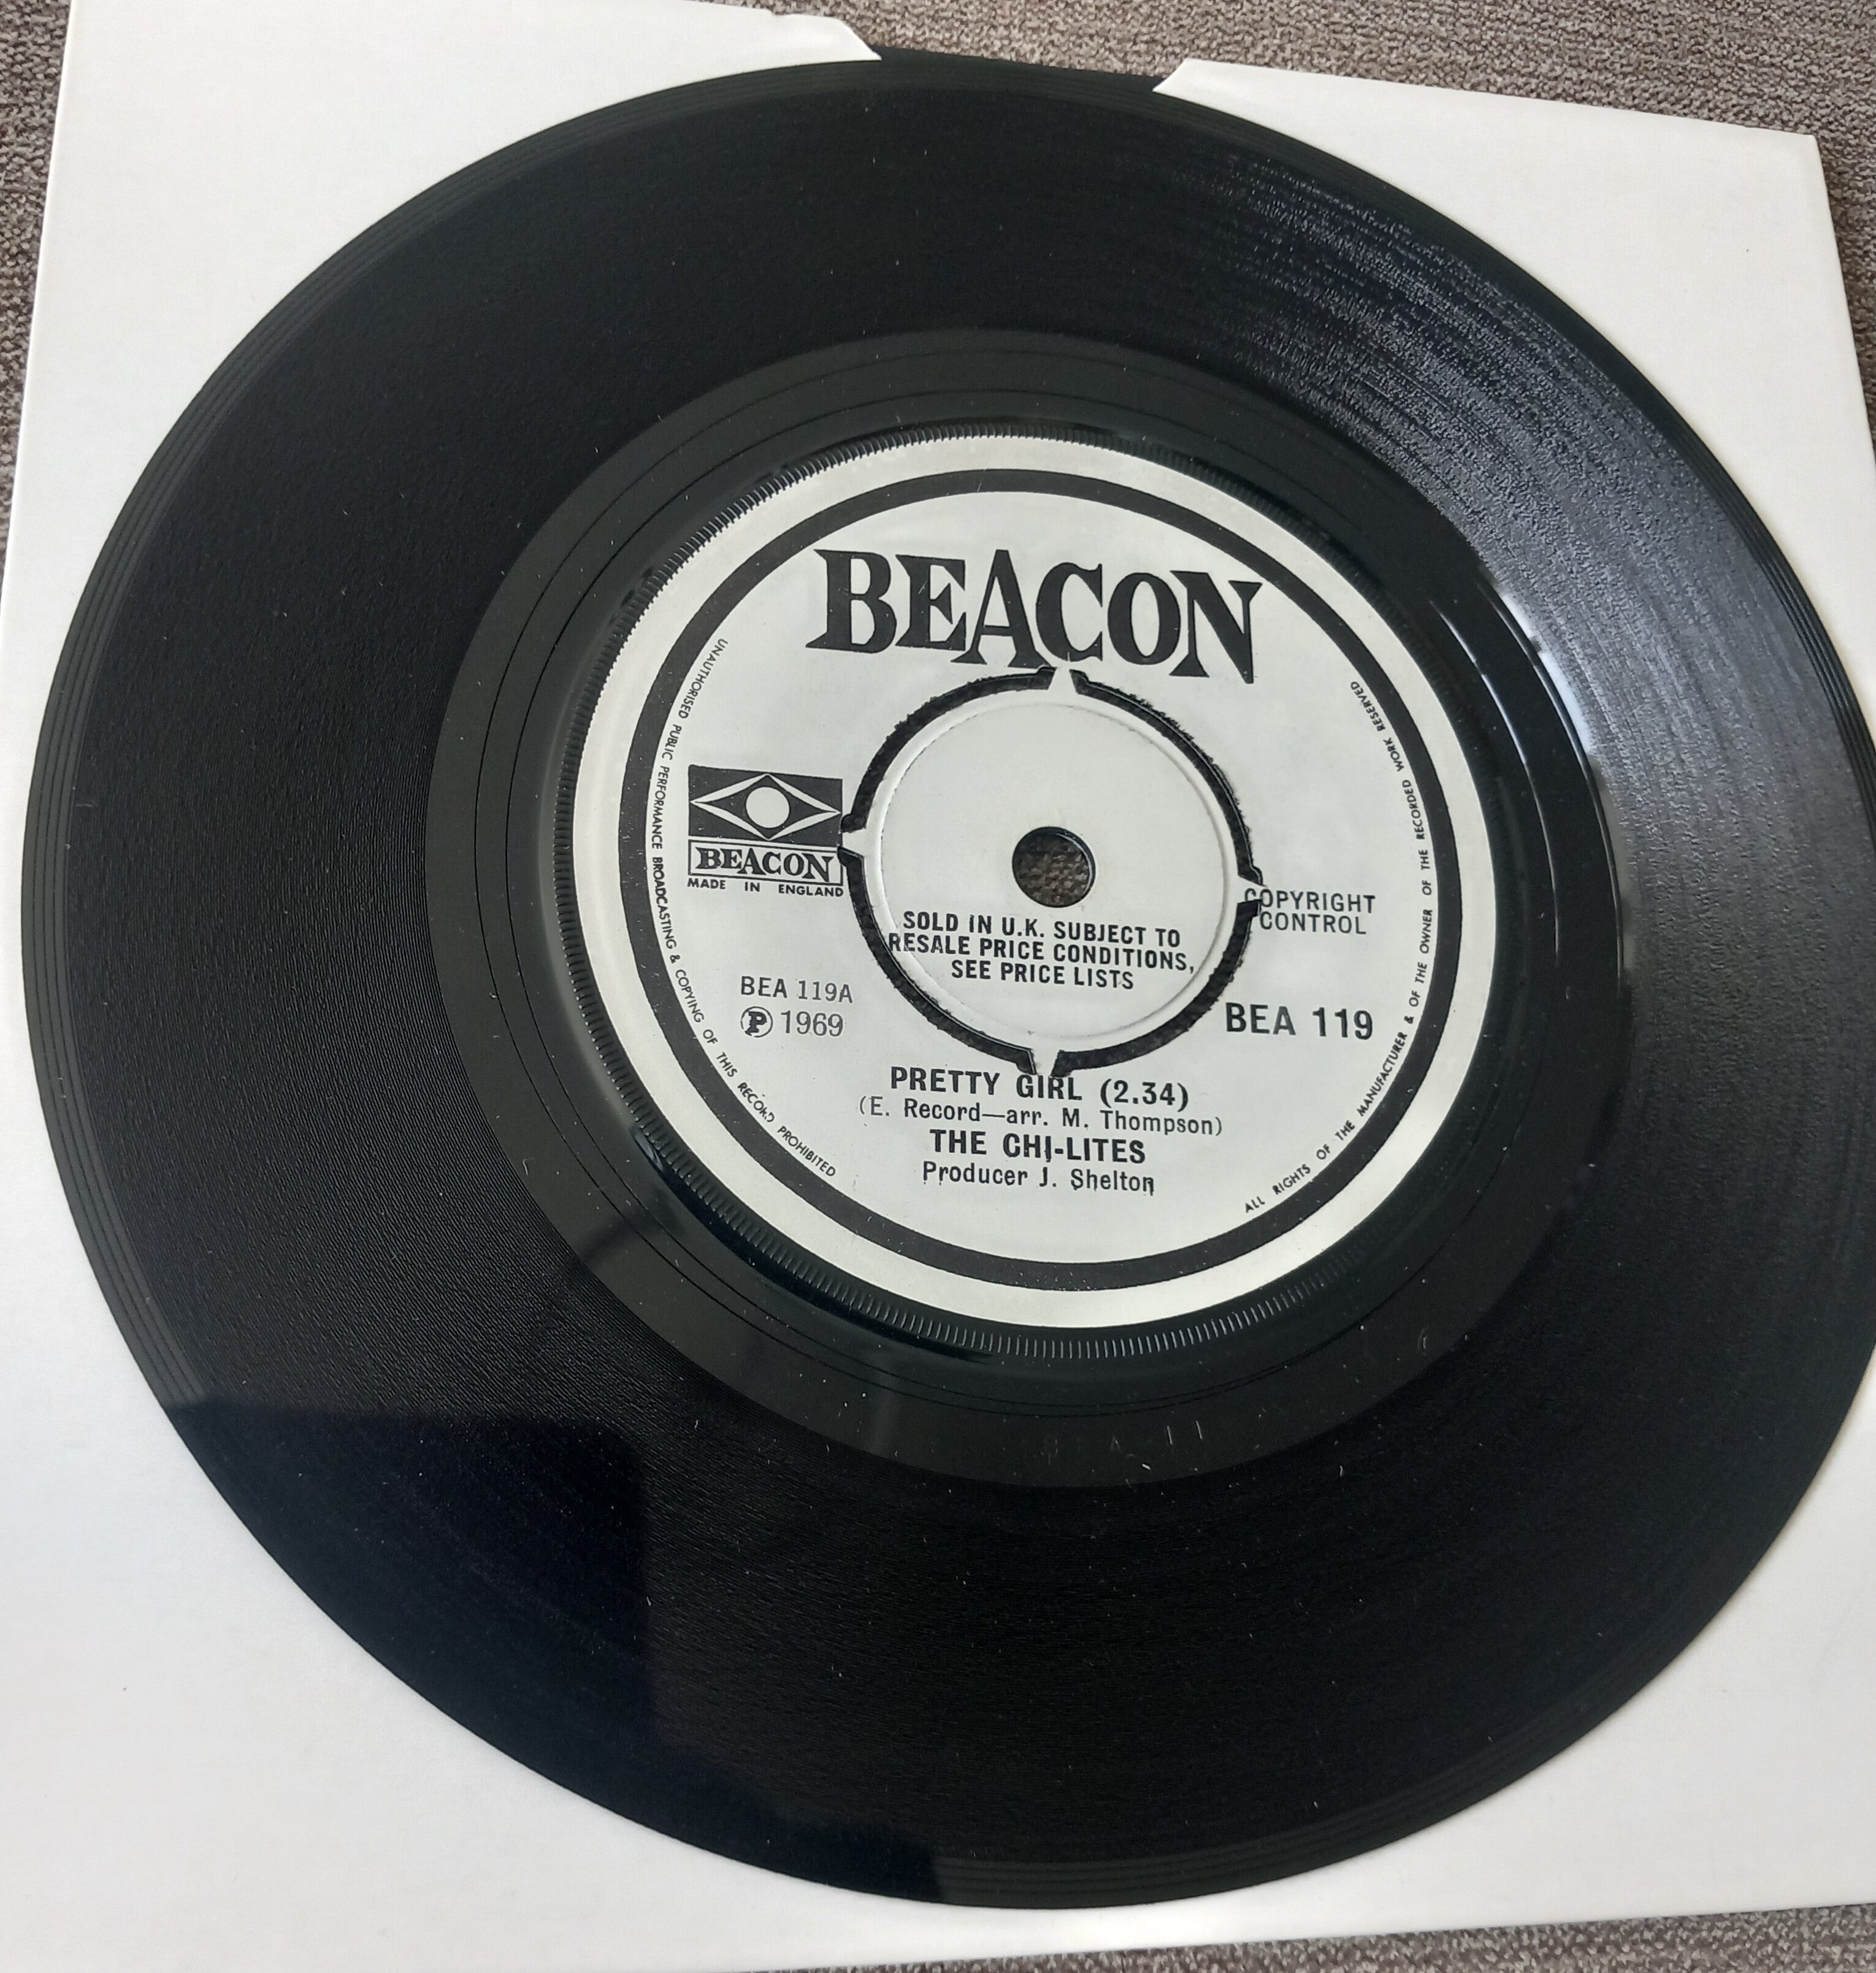 BEACON
UNAUTHORISED PUBLIC PERFORMANCE BROADCASTING & COPYING OF THIS RECORD PROHIBITED
ALL RIGHTS OF THE MANUFACTURER & OF THE OWNER OF THE RECORDED WORK RESERVED
BEACON
MADE IN ENGLAND
COPYRIGHT
CONTROL
SOLD IN U.K. SUBJECT TO
RESALE PRICE CONDITIONS,
SEE PRICE LISTS
BEA 119A
Ⓟ 1969
BEA 119
PRETTY GIRL (2.34)
(E. Record—arr. M. Thompson)
THE CHI-LITES
Producer J. Shelton